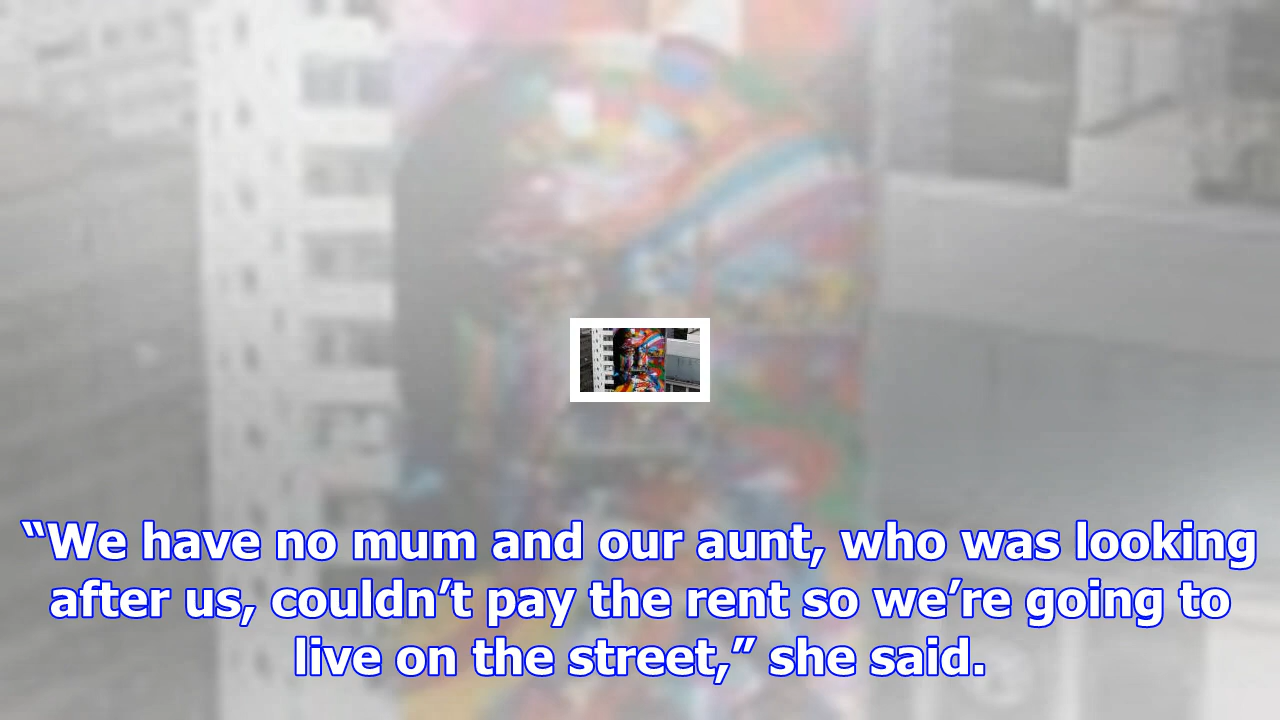 “We have no mum and our aunt, who was looking
after us, couldn’t pay the rent so we’re going to
live on the street,” she said.